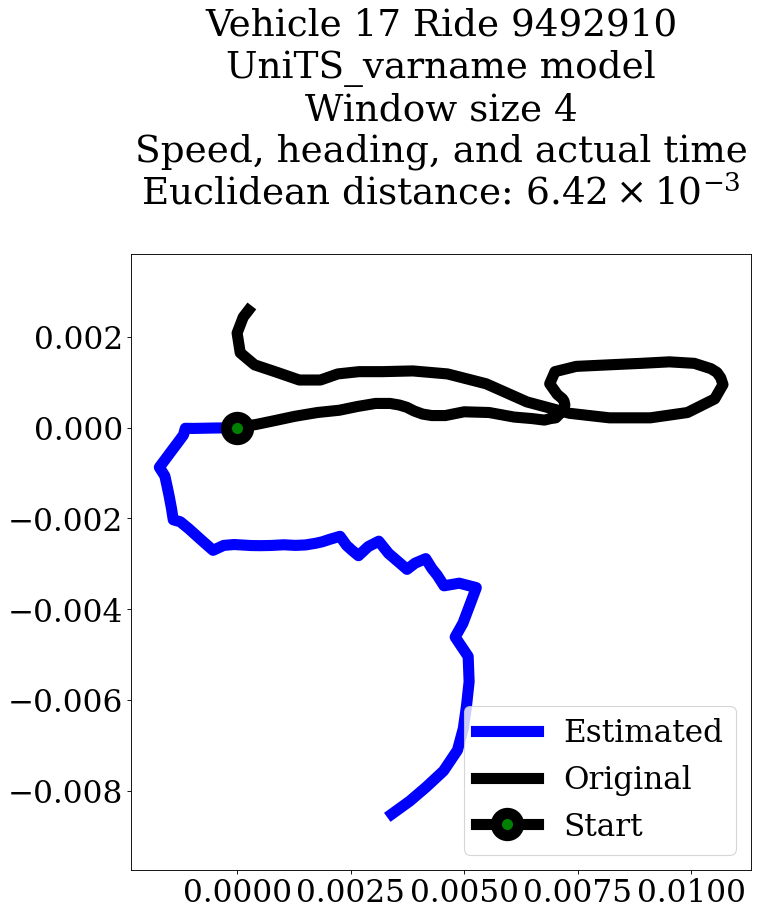 Vehicle 17 Ride 9492910
UniTS_varname model
Window size 4
Speed, heading, and actual time
Euclidean distance: 6.42 × 10⁻³
0.002
0.000
−0.002
−0.004
−0.006
−0.008
0.0000 0.0025 0.0050 0.0075 0.0100
Estimated
Original
Start